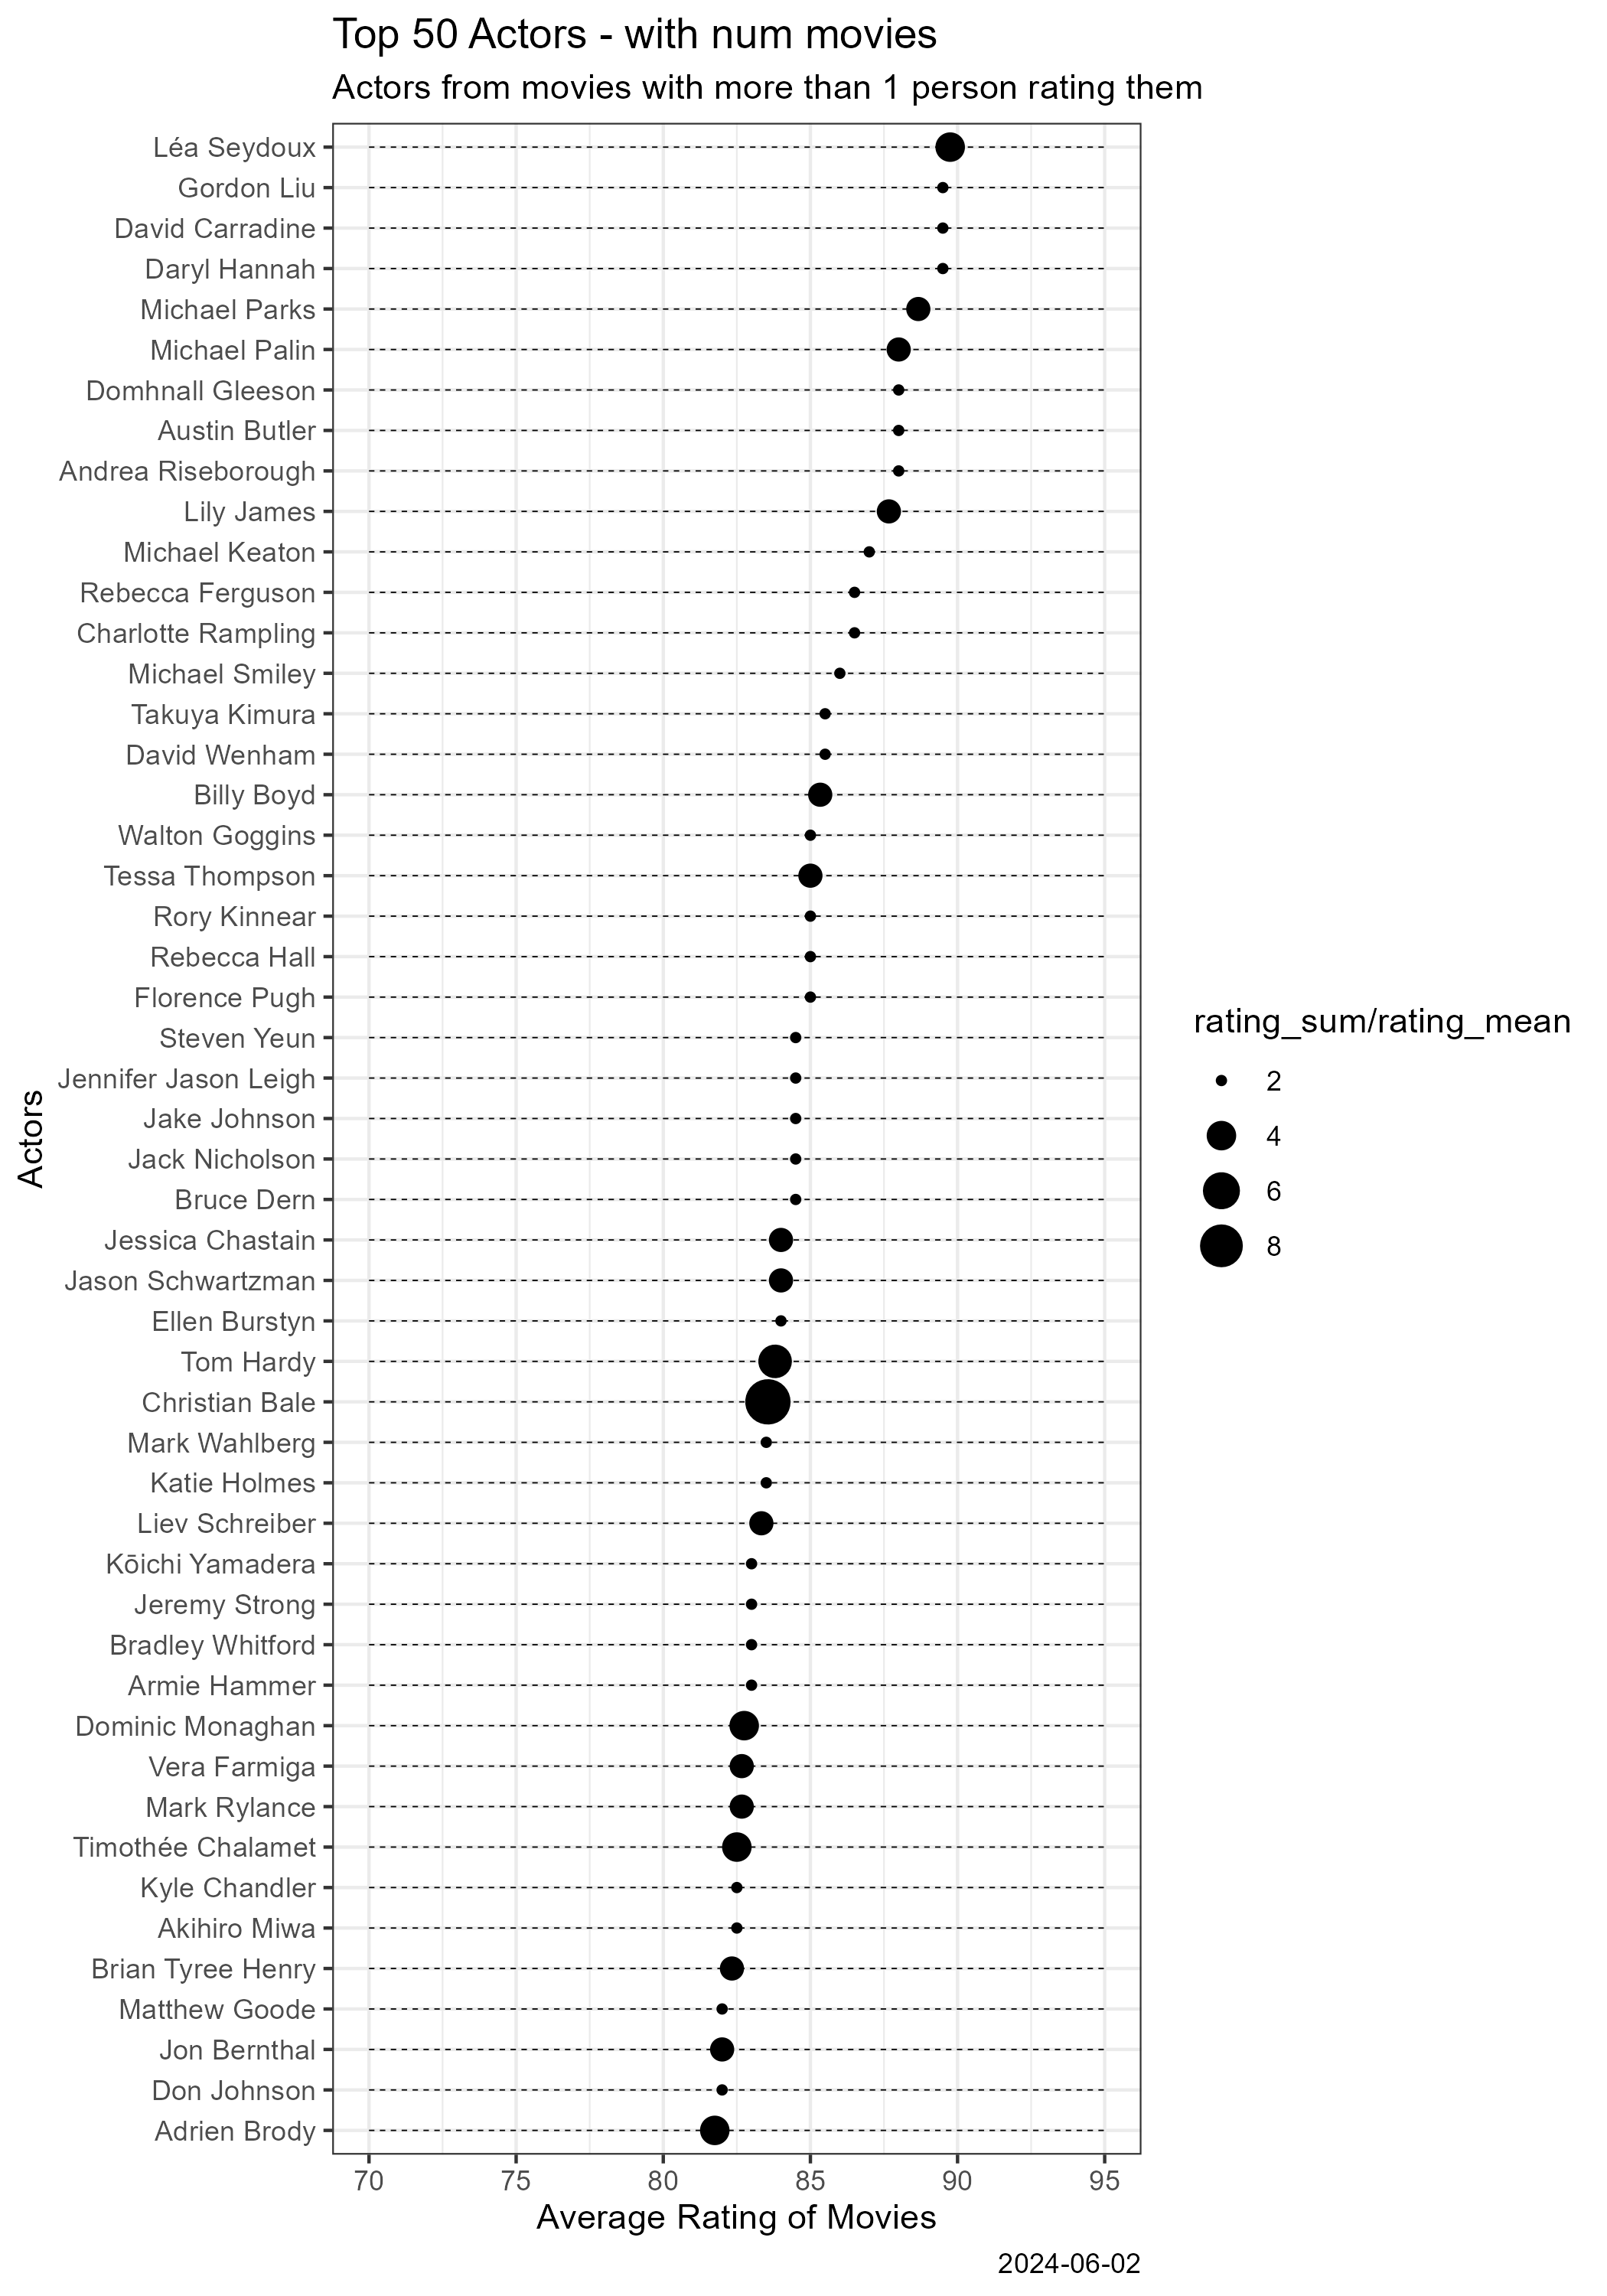 Top 50 Actors - with num movies
Actors from movies with more than 1 person rating them
Léa Seydoux
Gordon Liu
David Carradine
Daryl Hannah
Michael Parks
Michael Palin
Domhnall Gleeson
Austin Butler
Andrea Riseborough
Lily James
Michael Keaton
Rebecca Ferguson
Charlotte Rampling
Michael Smiley
Takuya Kimura
David Wenham
Billy Boyd
Walton Goggins
Tessa Thompson
Rory Kinnear
Rebecca Hall
Florence Pugh
Steven Yeun
Jennifer Jason Leigh
Jake Johnson
Jack Nicholson
Bruce Dern
Jessica Chastain
Jason Schwartzman
Ellen Burstyn
Tom Hardy
Christian Bale
Mark Wahlberg
Katie Holmes
Liev Schreiber
Kōichi Yamadera
Jeremy Strong
Bradley Whitford
Armie Hammer
Dominic Monaghan
Vera Farmiga
Mark Rylance
Timothée Chalamet
Kyle Chandler
Akihiro Miwa
Brian Tyree Henry
Matthew Goode
Jon Bernthal
Don Johnson
Adrien Brody
Actors
70 75 80 85 90 95
Average Rating of Movies
rating_sum/rating_mean
2
4
6
8
2024-06-02